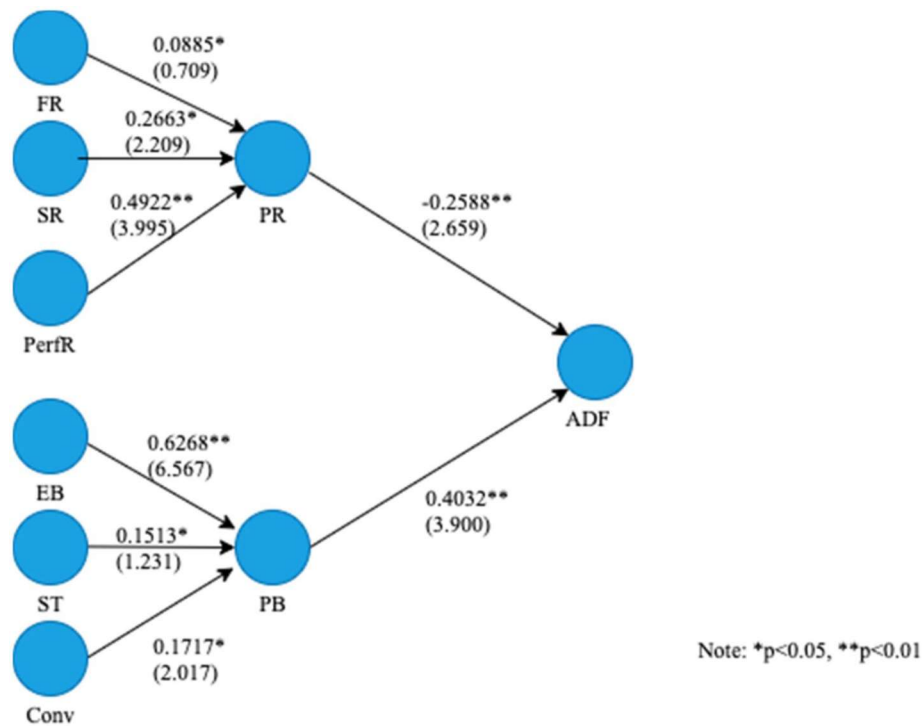 0.0885*
(0.709)
FR
0.2663*
(2.209)
SR
PR
0.4922**
(3.995)
PerfR
-0.2588**
(2.659)
ADF
0.6268**
(6.567)
EB
0.1513*
(1.231)
ST
PB
0.4032**
(3.900)
0.1717*
(2.017)
Conv
Note: *p<0.05, **p<0.01